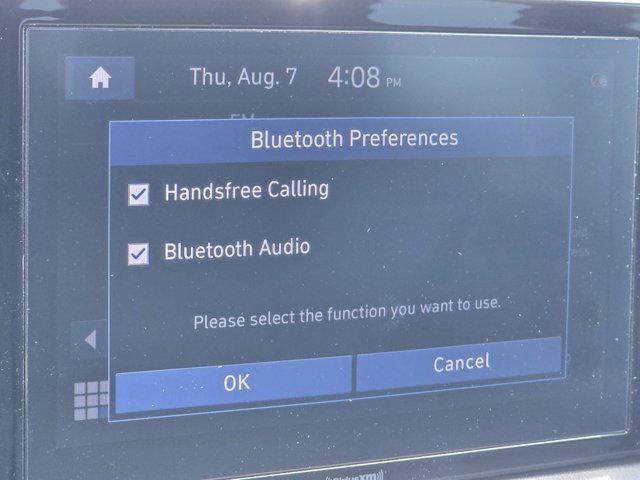 Thu, Aug. 7 4:08 PM
FM
Bluetooth Preferences
Handsfree Calling
Bluetooth Audio
Please select the function you want to use.
OK
Cancel